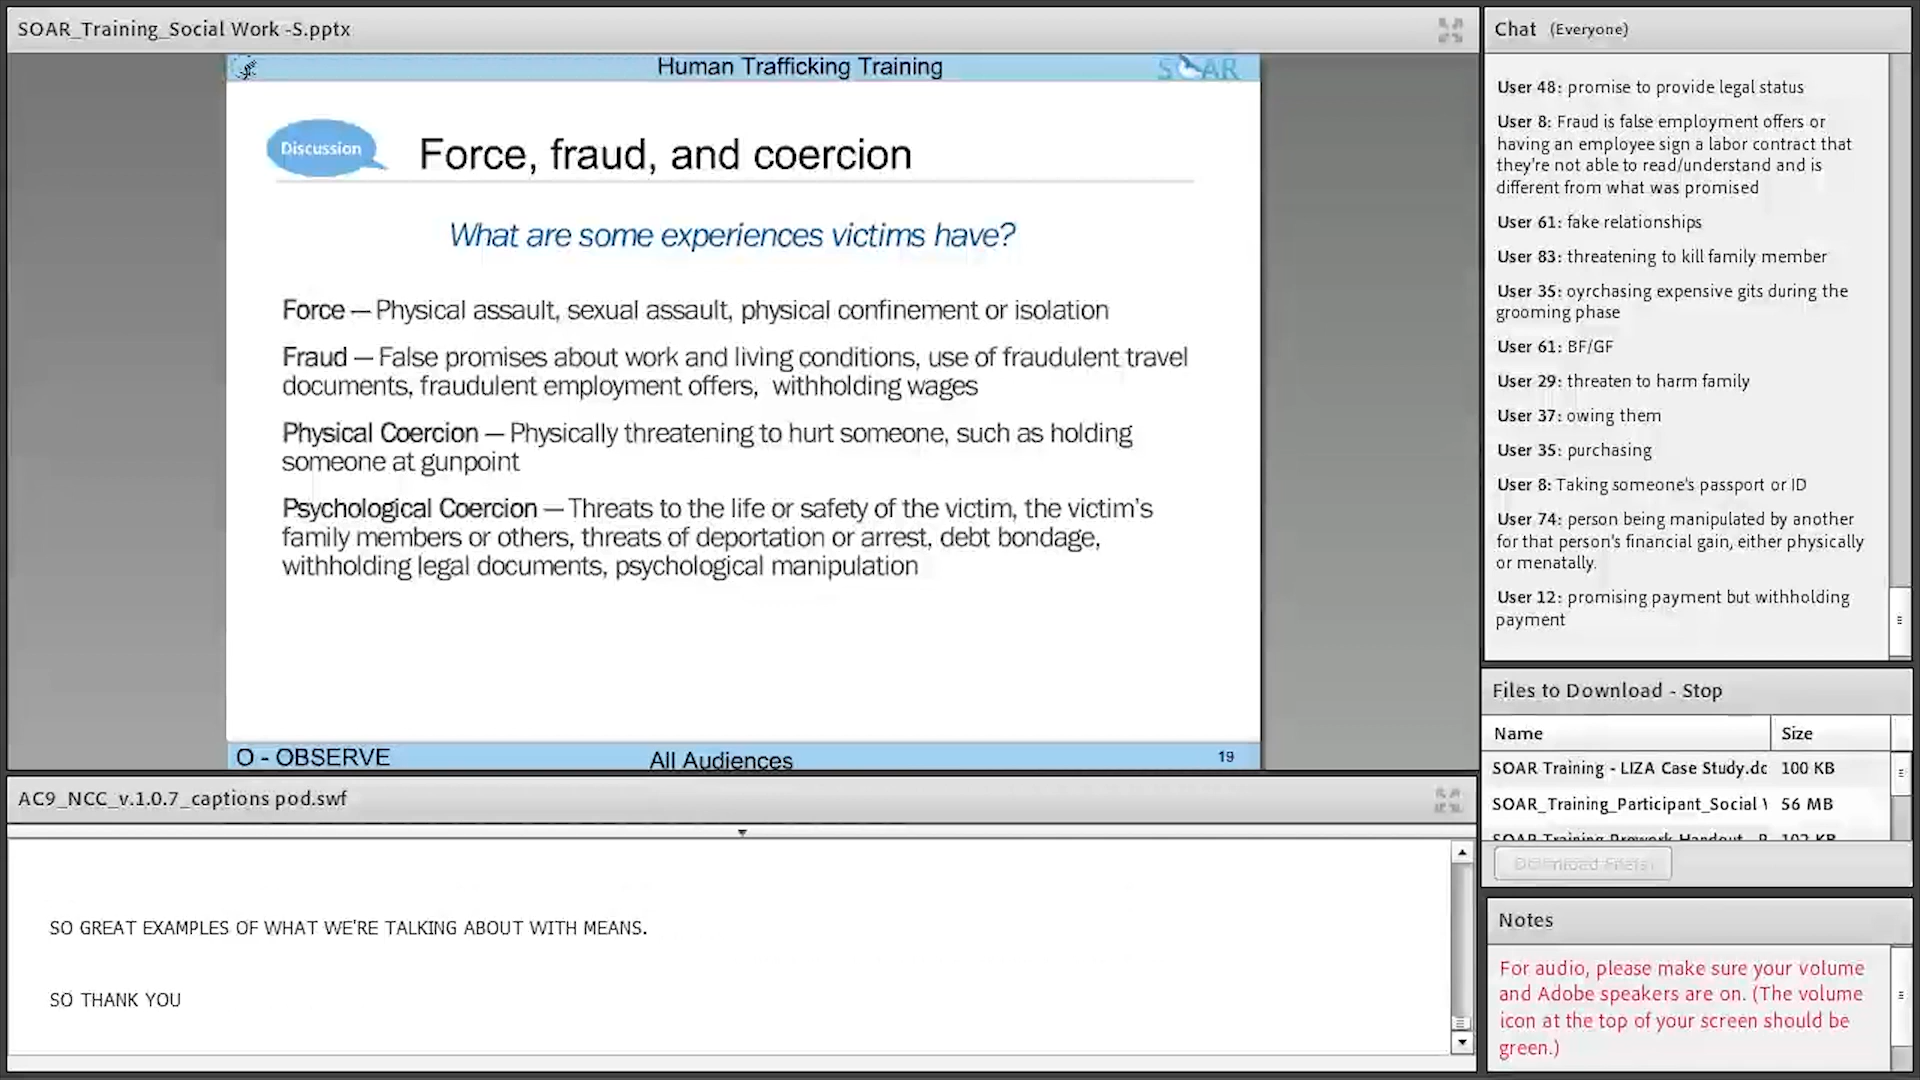 SOAR_Training_Social Work -S.pptx
Human Trafficking Training
SOAR
Discussion
Force, fraud, and coercion
What are some experiences victims have?
Force — Physical assault, sexual assault, physical confinement or isolation
Fraud — False promises about work and living conditions, use of fraudulent travel
documents, fraudulent employment offers, withholding wages
Physical Coercion — Physically threatening to hurt someone, such as holding
someone at gunpoint
Psychological Coercion — Threats to the life or safety of the victim, the victim's
family members or others, threats of deportation or arrest, debt bondage,
withholding legal documents, psychological manipulation
O - OBSERVE
All Audiences
19
AC9_NCC_v.1.0.7_captions pod.swf
SO GREAT EXAMPLES OF WHAT WE'RE TALKING ABOUT WITH MEANS.
SO THANK YOU
Chat (Everyone)
User 48: promise to provide legal status
User 8: Fraud is false employment offers or
having an employee sign a labor contract that
they're not able to read/understand and is
different from what was promised
User 61: fake relationships
User 83: threatening to kill family member
User 35: oyrchasing expensive gits during the
grooming phase
User 61: BF/GF
User 29: threaten to harm family
User 37: owing them
User 35: purchasing
User 8: Taking someone's passport or ID
User 74: person being manipulated by another
for that person's financial gain, either physically
or menatally.
User 12: promising payment but withholding
payment
Files to Download - Stop
Name Size
SOAR Training - LIZA Case Study.dc 100 KB
SOAR_Training_Participant_Social 56 MB
SOAR Training Prework Handout 102 KB
Download File(s)
Notes
For audio, please make sure your volume
and Adobe speakers are on. (The volume
icon at the top of your screen should be
green.)